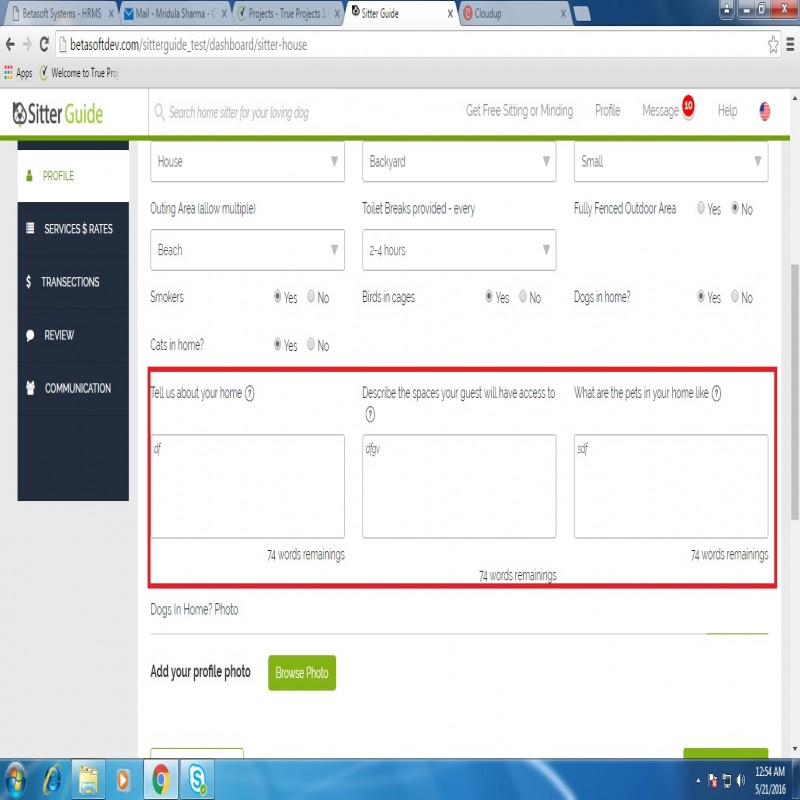 Betasoft Systems - HRMS
Mail - Mridula Sharma -
Projects - True Projects 1.
Sitter Guide
Cloudup
betasoftdev.com/sitterguide_test/dashboard/sitter-house
Apps Welcome to True Pro
Sitter Guide
Search home sitter for your loving dog
Get Free Sitting or Minding Profile Message 10 Help
PROFILE
SERVICES $ RATES
$ TRANSECTIONS
REVIEW
COMMUNICATION
House Backyard Small
Outing Area (allow multiple) Toilet Breaks provided - every Fully Fenced Outdoor Area Yes No
Beach 2-4 hours
Smokers Yes No Birds in cages Yes No Dogs in home? Yes No
Cats in home? Yes No
Tell us about your home ? Describe the spaces your guest will have access to What are the pets in your home like ?
?
df dfgv sdf
74 words remainings 74 words remainings
74 words remainings
Dogs In Home? Photo
Add your profile photo Browse Photo
12:54 AM
5/21/2016